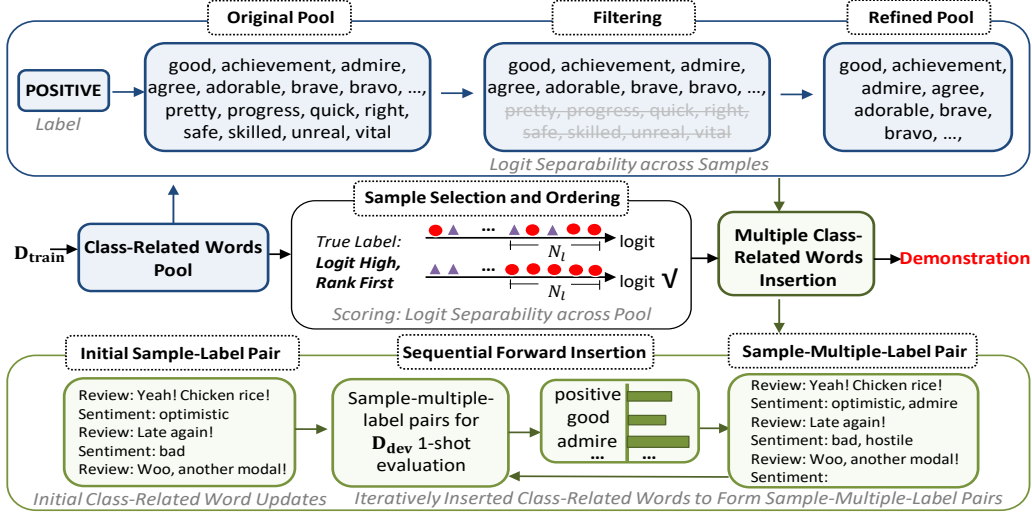 Original Pool
Filtering
Refined Pool
POSITIVE
Label
good, achievement, admire,
agree, adorable, brave, bravo, ...,
pretty, progress, quick, right,
safe, skilled, unreal, vital
good, achievement, admire,
agree, adorable, brave, bravo, ...,
pretty, progress, quick, right,
safe, skilled, unreal, vital
good, achievement,
admire, agree,
adorable, brave,
bravo, ...,
Logit Separability across Samples
D_train
Class-Related Words
Pool
Sample Selection and Ordering
True Label:
Logit High,
Rank First
... logit
N_l
... logit √
N_l
Scoring: Logit Separability across Pool
Multiple Class-
Related Words
Insertion
Demonstration
Initial Sample-Label Pair
Sequential Forward Insertion
Sample-Multiple-Label Pair
Review: Yeah! Chicken rice!
Sentiment: optimistic
Review: Late again!
Sentiment: bad
Review: Woo, another modal!
Sample-multiple-
label pairs for
D_dev 1-shot
evaluation
positive
good
admire
... ...
Review: Yeah! Chicken rice!
Sentiment: optimistic, admire
Review: Late again!
Sentiment: bad, hostile
Review: Woo, another modal!
Sentiment:
Initial Class-Related Word Updates
Iteratively Inserted Class-Related Words to Form Sample-Multiple-Label Pairs